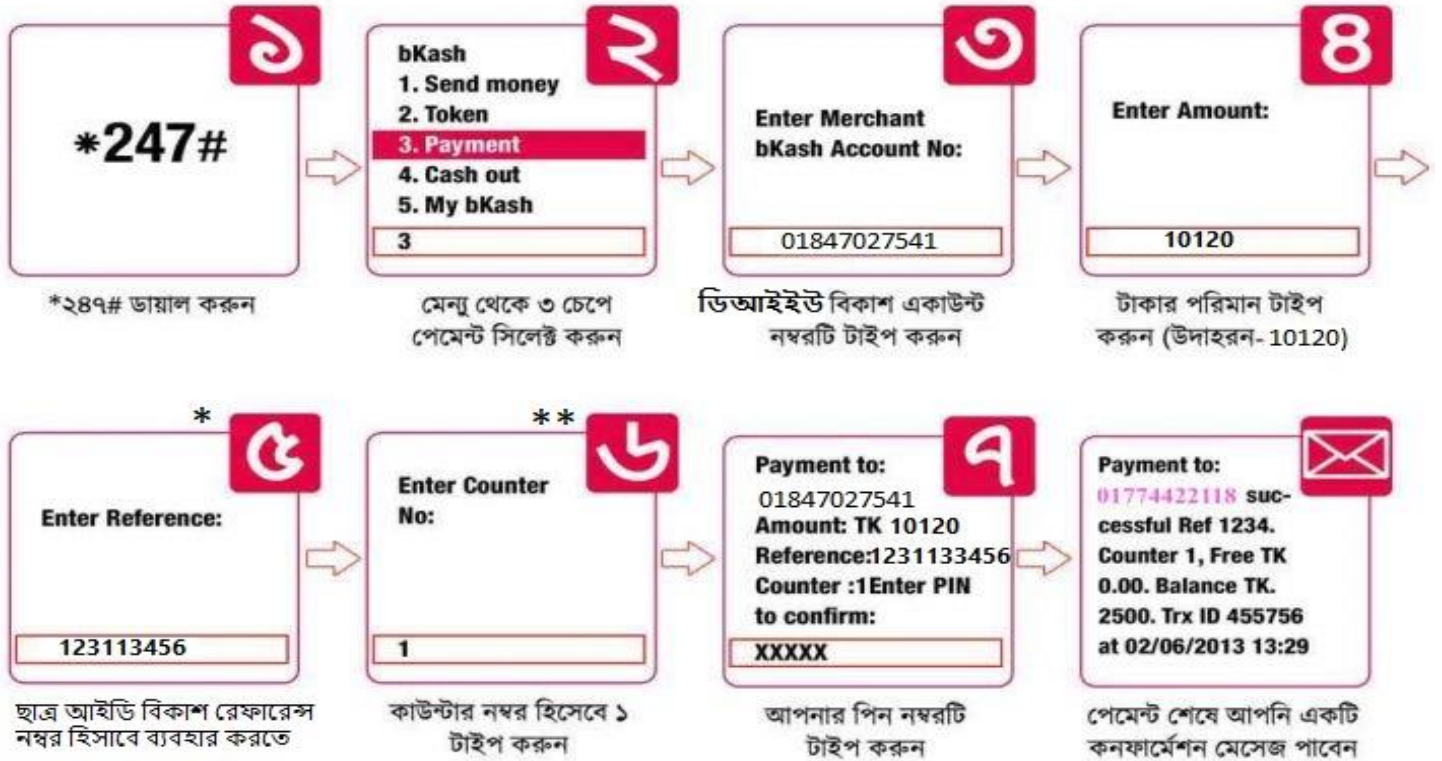 ১
*247#
*২৪৭# ডায়াল করুন
২
bKash
1. Send money
2. Token
3. Payment
4. Cash out
5. My bKash
3
মেন্যু থেকে ৩ চেপে
পেমেন্ট সিলেক্ট করুন
৩
Enter Merchant
bKash Account No:
01847027541
ডিআইইউ বিকাশ একাউন্ট
নম্বরটি টাইপ করুন
৪
Enter Amount:
10120
টাকার পরিমান টাইপ
করুন (উদাহরন- 10120)
*
৫
Enter Reference:
123113456
ছাত্র আইডি বিকাশ রেফারেন্স
নম্বর হিসাবে ব্যবহার করতে
**
৬
Enter Counter
No:
1
কাউন্টার নম্বর হিসেবে ১
টাইপ করুন
৭
Payment to:
01847027541
Amount: TK 10120
Reference:1231133456
Counter :1Enter PIN
to confirm:
XXXXX
আপনার পিন নম্বরটি
টাইপ করুন
Payment to:
01774422118 suc-
cessful Ref 1234.
Counter 1, Free TK
0.00. Balance TK.
2500. Trx ID 455756
at 02/06/2013 13:29
পেমেন্ট শেষে আপনি একটি
কনফার্মেশন মেসেজ পাবেন